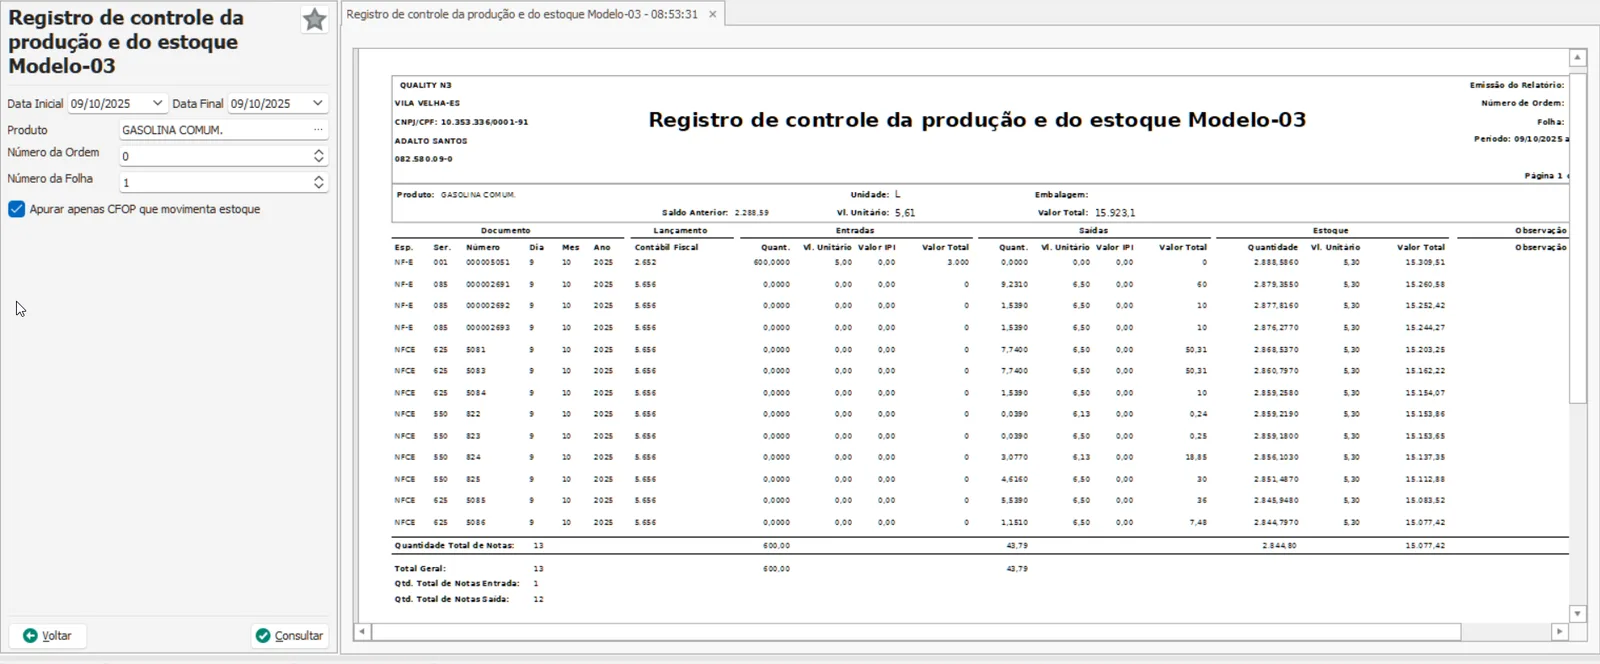 Registro de controle da
produção e do estoque
Modelo-03
Data Inicial 09/10/2025 Data Final 09/10/2025
Produto GASOLINA COMUM. ...
Número da Ordem 0
Número da Folha 1
Apurar apenas CFOP que movimenta estoque
Voltar Consultar
Registro de controle da produção e do estoque Modelo-03 - 08:53:31 ×
QUALITY N3
VILA VELHA-ES
CNPJ/CPF: 10.353.336/0001-91
ADALTO SANTOS
082.580.09-0
Registro de controle da produção e do estoque Modelo-03
Emissão do Relatório:
Número de Ordem:
Folha:
Período: 09/10/2025 a
Página 1
Produto: GASOLINA COMUM. Unidade: L Embalagem:
Saldo Anterior: 2.288,59 Vl. Unitário: 5,61 Valor Total: 15.923,1
Documento Lançamento Entradas Saídas Estoque Observação
Esp. Ser. Número Dia Mes Ano Contábil Fiscal Quant. Vl. Unitário Valor IPI Valor Total Quant. Vl. Unitário Valor IPI Valor Total Quantidade Vl. Unitário Valor Total Observação
NF-E 001 000005051 9 10 2025 2.652 600,0000 5,00 0,00 3.000 0,0000 0,00 0,00 0 2.888,5860 5,30 15.309,51
NF-E 085 000002691 9 10 2025 5.656 0,0000 0,00 0,00 0 9,2310 6,50 0,00 60 2.879,3550 5,30 15.260,58
NF-E 085 000002692 9 10 2025 5.656 0,0000 0,00 0,00 0 1,5390 6,50 0,00 10 2.877,8160 5,30 15.252,42
NF-E 085 000002693 9 10 2025 5.656 0,0000 0,00 0,00 0 1,5390 6,50 0,00 10 2.876,2770 5,30 15.244,27
NFCE 625 5081 9 10 2025 5.656 0,0000 0,00 0,00 0 7,7400 6,50 0,00 50,31 2.868,5370 5,30 15.203,25
NFCE 625 5083 9 10 2025 5.656 0,0000 0,00 0,00 0 7,7400 6,50 0,00 50,31 2.860,7970 5,30 15.162,22
NFCE 625 5084 9 10 2025 5.656 0,0000 0,00 0,00 0 1,5390 6,50 0,00 10 2.859,2580 5,30 15.154,07
NFCE 550 822 9 10 2025 5.656 0,0000 0,00 0,00 0 0,0390 6,13 0,00 0,24 2.859,2190 5,30 15.153,86
NFCE 550 823 9 10 2025 5.656 0,0000 0,00 0,00 0 0,0390 6,50 0,00 0,25 2.859,1800 5,30 15.153,65
NFCE 550 824 9 10 2025 5.656 0,0000 0,00 0,00 0 3,0770 6,13 0,00 18,85 2.856,1030 5,30 15.137,35
NFCE 550 825 9 10 2025 5.656 0,0000 0,00 0,00 0 4,6160 6,50 0,00 30 2.851,4870 5,30 15.112,88
NFCE 625 5085 9 10 2025 5.656 0,0000 0,00 0,00 0 5,5390 6,50 0,00 36 2.845,9480 5,30 15.083,52
NFCE 625 5086 9 10 2025 5.656 0,0000 0,00 0,00 0 1,1510 6,50 0,00 7,48 2.844,7970 5,30 15.077,42
Quantidade Total de Notas: 13 600,00 43,79 2.844,80 15.077,42
Total Geral: 13 600,00 43,79
Qtd. Total de Notas Entrada: 1
Qtd. Total de Notas Saída: 12